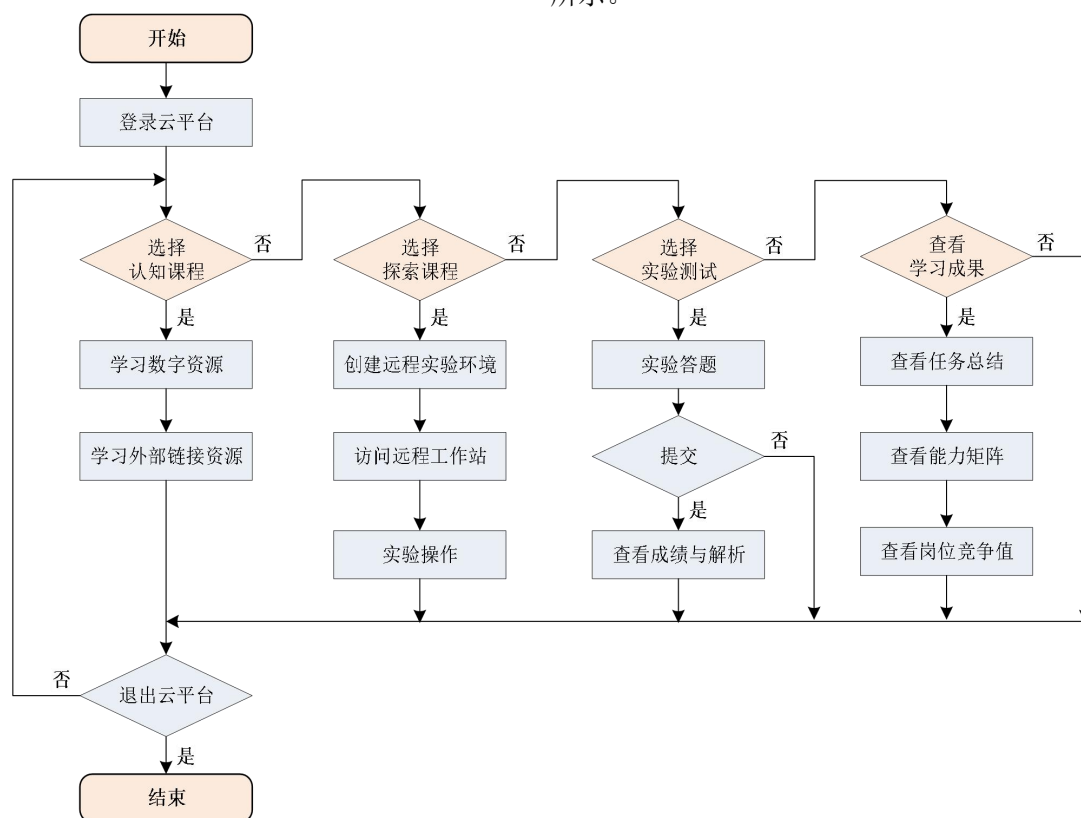 所示。
开始
登录云平台
选择
认知课程
否
选择
探索课程
否
选择
实验测试
否
查看
学习成果
否
是
是
是
是
学习数字资源
创建远程实验环境
实验答题
查看任务总结
学习外部链接资源
访问远程工作站
提交
否
查看能力矩阵
是
实验操作
查看成绩与解析
查看岗位竞争值
否
退出云平台
是
结束